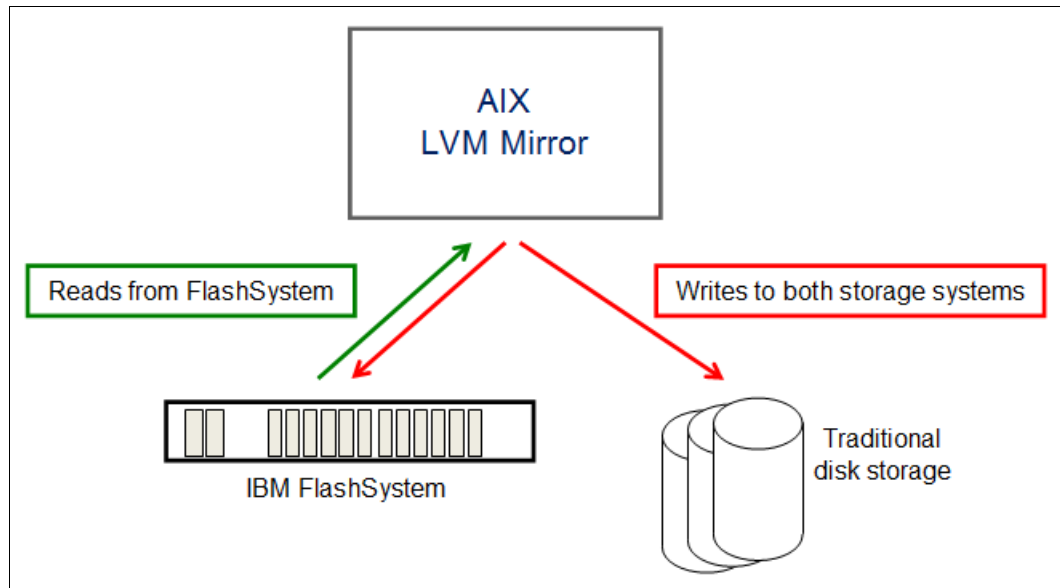 AIX
LVM Mirror
Reads from FlashSystem
Writes to both storage systems
IBM FlashSystem
Traditional
disk storage